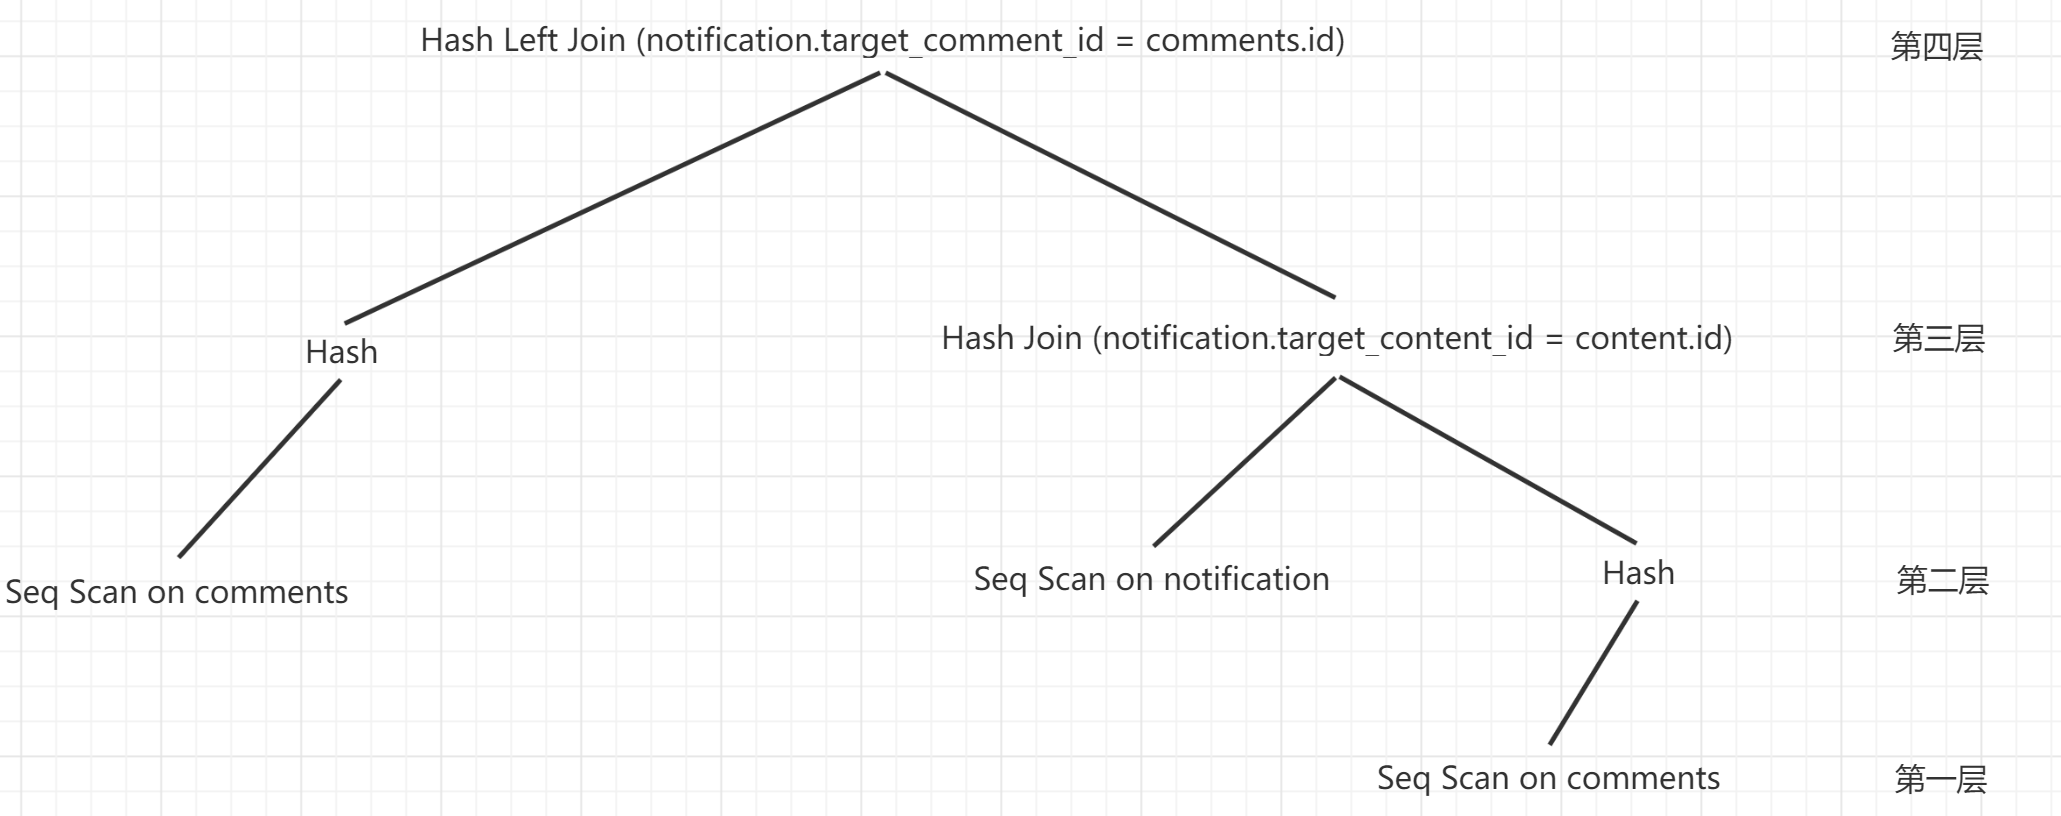 Hash Left Join (notification.target_comment_id = comments.id)
第四层
Hash
Hash Join (notification.target_content_id = content.id)
第三层
Seq Scan on comments
Seq Scan on notification
Hash
第二层
Seq Scan on comments
第一层